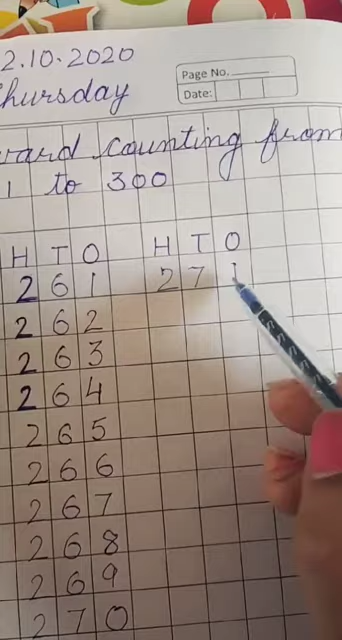 2.10.2020
Thursday
Page No.
Date:
ward counting from
1 to 300
H T O
2 6 1
2 6 2
2 6 3
2 6 4
2 6 5
2 6 6
2 6 7
2 6 8
2 6 9
2 7 0
H T O
2 7 1